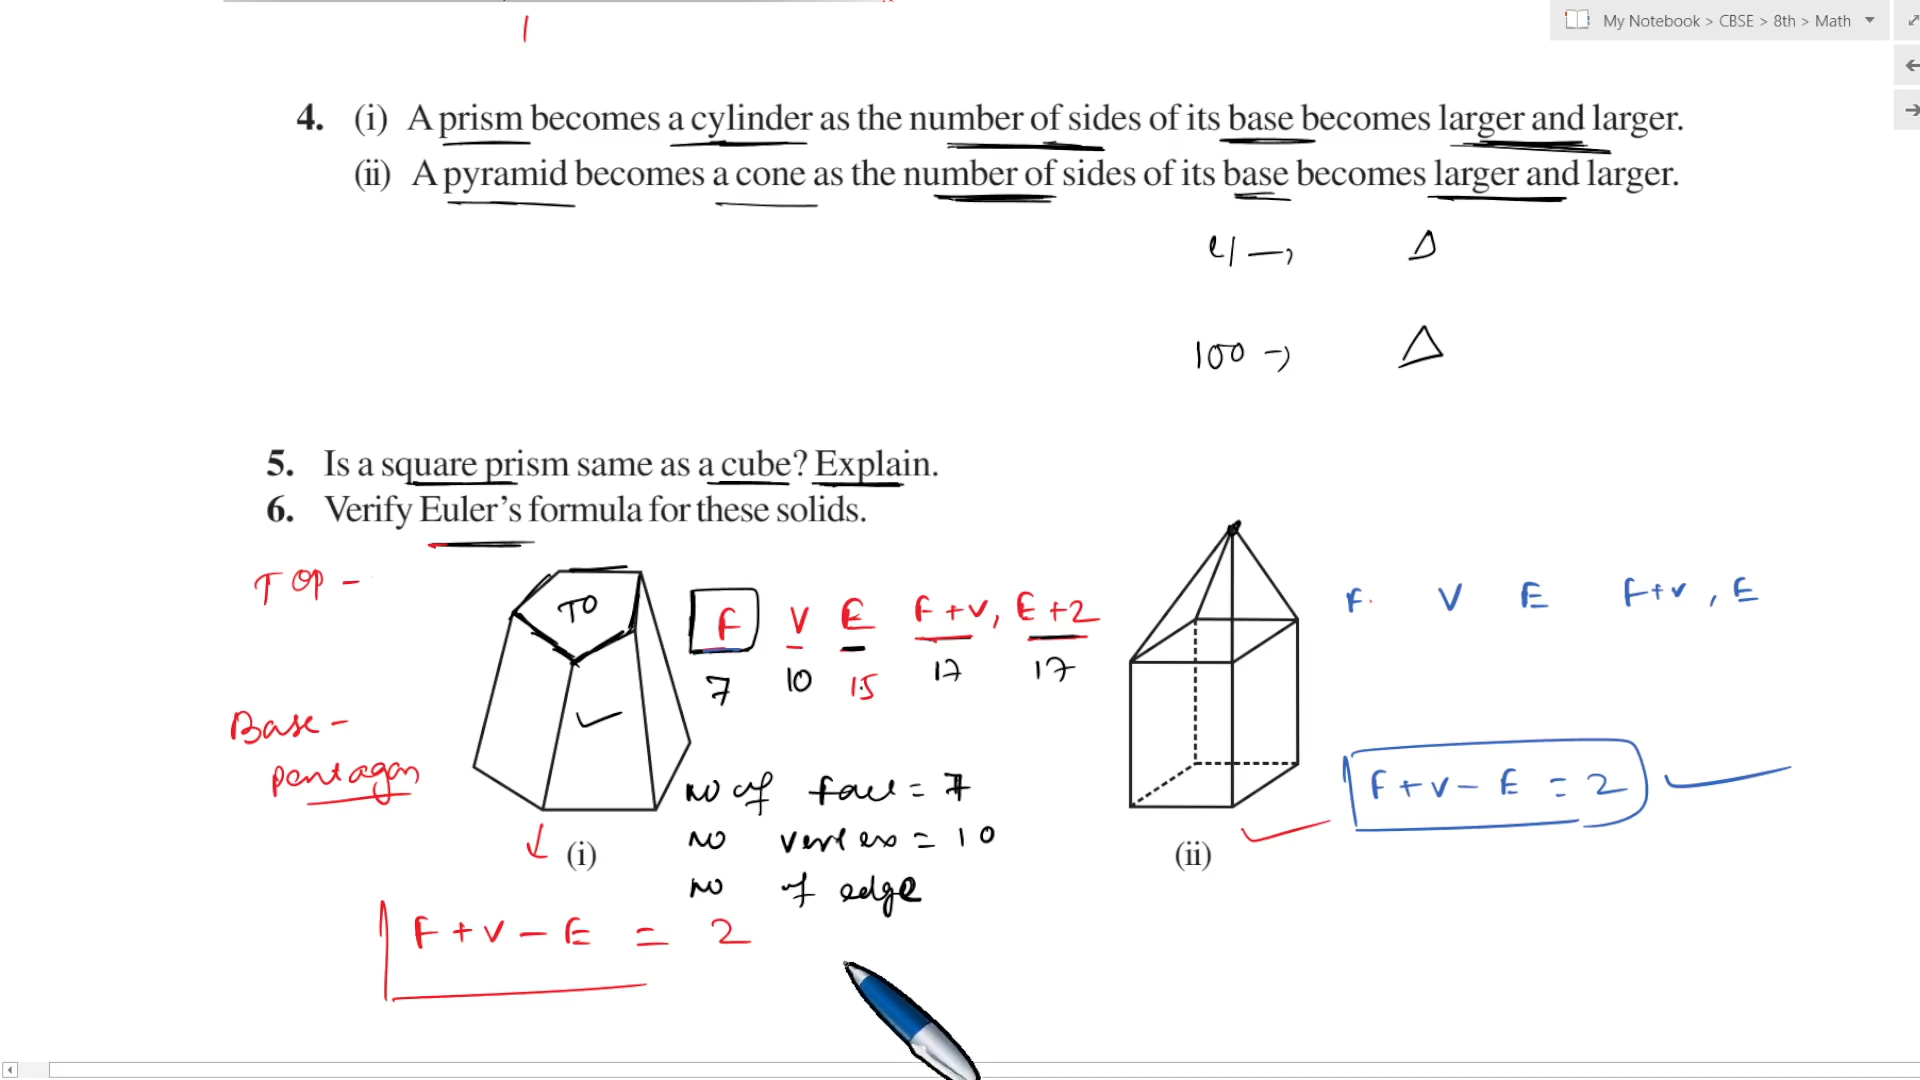 My Notebook > CBSE > 8th > Math
4. (i) A prism becomes a cylinder as the number of sides of its base becomes larger and larger.
(ii) A pyramid becomes a cone as the number of sides of its base becomes larger and larger.
4 → Δ
100 → Δ
5. Is a square prism same as a cube? Explain.
6. Verify Euler's formula for these solids.
TOP -
TO
F V E F+V, E+2
7 10 15 17 17
F. V E F+V, E
Base -
pentagon
no of face = 7
F+V-E = 2
no vertex = 10
(i)
(ii)
no of edge
F+V-E = 2